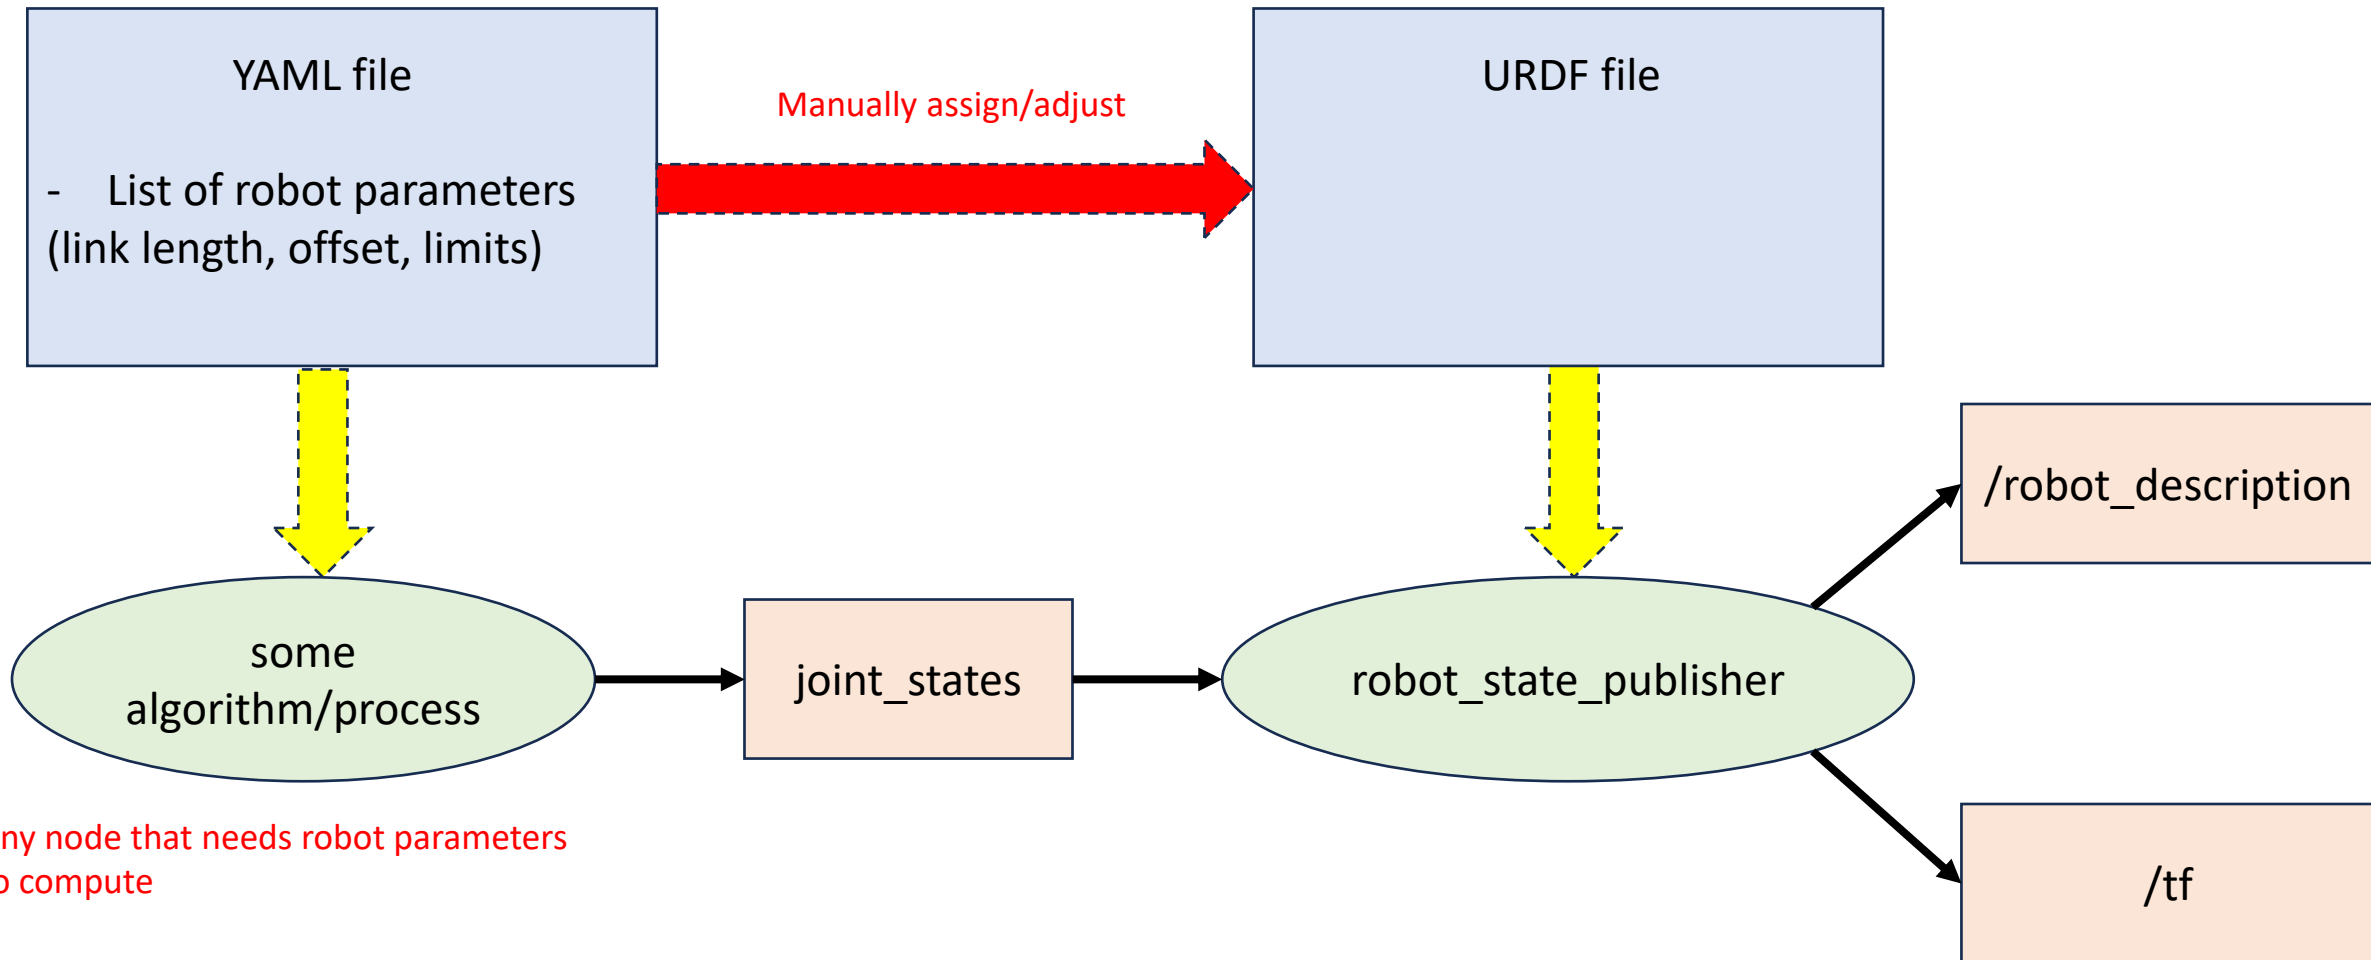 YAML file
- List of robot parameters
(link length, offset, limits)
Manually assign/adjust
URDF file
/robot_description
some
algorithm/process
joint_states
robot_state_publisher
/tf
ny node that needs robot parameters
compute